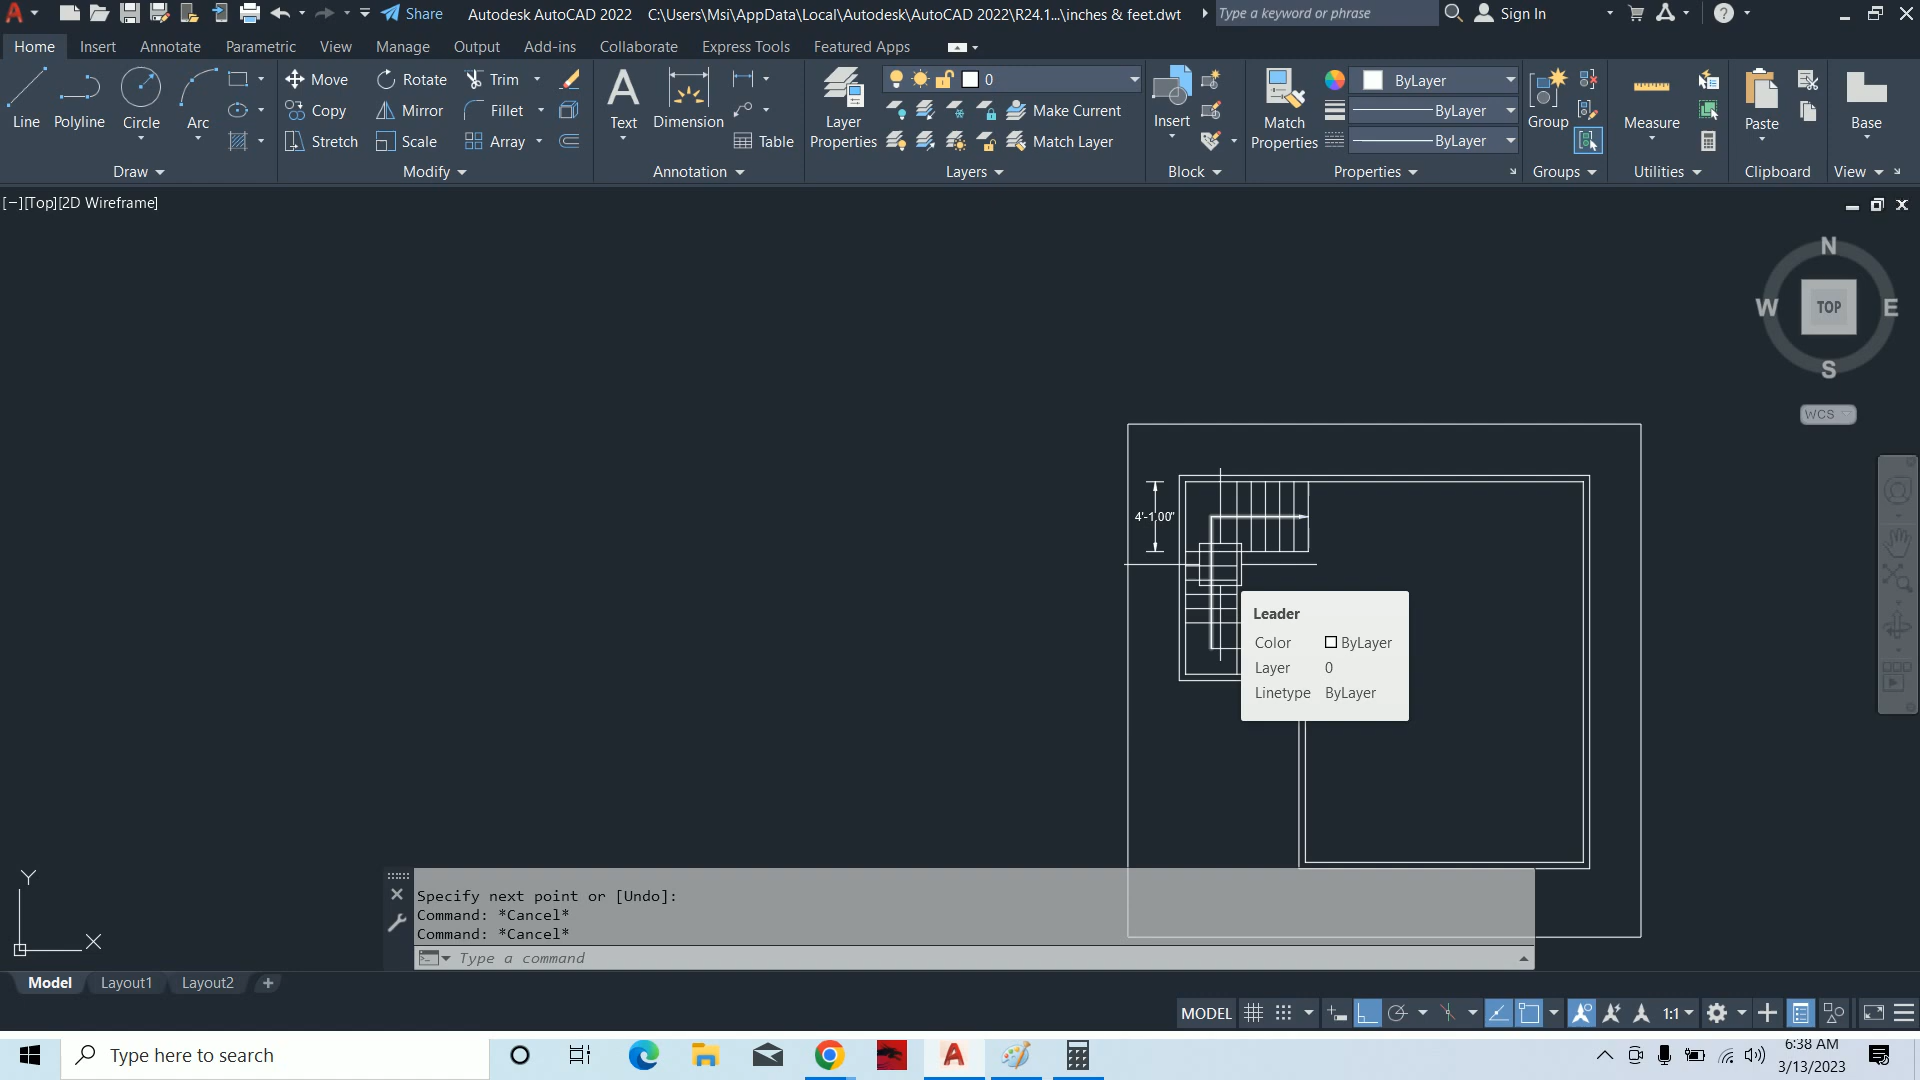 Share
Autodesk AutoCAD 2022 C:\Users\Msi\AppData\Local\Autodesk\AutoCAD 2022\R24.1...\inches & feet.dwt
Type a keyword or phrase
Sign In
Home Insert Annotate Parametric View Manage Output Add-ins Collaborate Express Tools Featured Apps
Line Polyline Circle Arc
Move Rotate Trim
Copy Mirror Fillet
Stretch Scale Array
Text Dimension Table
Layer Properties
0
Make Current
Match Layer
Insert
Match Properties
ByLayer
ByLayer
ByLayer
Group
Measure
Paste
Base
Draw Modify Annotation Layers Block Properties Groups Utilities Clipboard View
[−][Top][2D Wireframe]
N
W TOP E
S
WCS
4'-1.00"
Leader
Color ByLayer
Layer 0
Linetype ByLayer
Y
X
Specify next point or [Undo]:
Command: *Cancel*
Command: *Cancel*
Type a command
Model Layout1 Layout2
MODEL
1:1
Type here to search
6:38 AM
3/13/2023